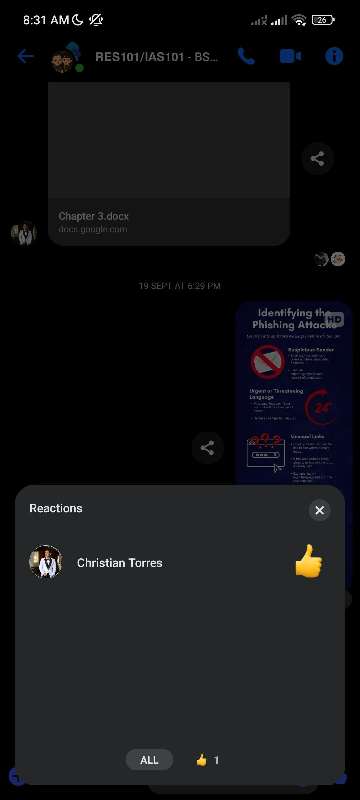 8:31 AM
26
RES101/IAS101 - BS...
Chapter 3.docx
docs.google.com
19 SEPT AT 6:29 PM
Identifying the
Phishing Attacks
HD
Suspicious Sender
Urgent or Threatening
Language
24
Unusual Links
Reactions
Christian Torres
ALL
1